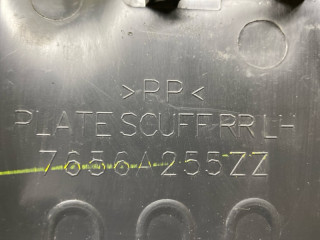 >PP<
PLATE SCUFF RR LH
7656A255ZZ